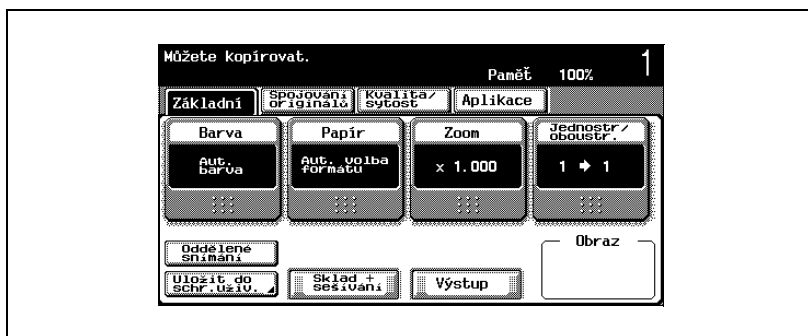 Můžete kopírovat.
Paměť 100% 1
Základní
Spojování
originálů
Kvalita/
sytost
Aplikace
Barva
Papír
Zoom
Jednostr/
oboustr.
Aut.
barva
Aut. volba
formátu
x 1.000
1 ➔ 1
Oddělené
snímání
Obraz
Uložit do
schr.uživ.
Sklad +
sešívání
Výstup